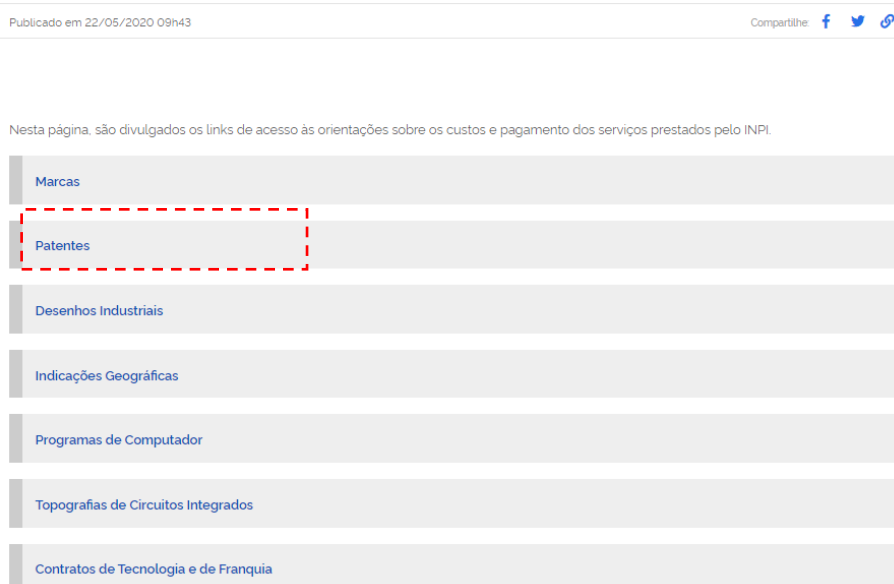 Publicado em 22/05/2020 09h43
Compartilhe:
Nesta página, são divulgados os links de acesso às orientações sobre os custos e pagamento dos serviços prestados pelo INPI.
Marcas
Patentes
Desenhos Industriais
Indicações Geográficas
Programas de Computador
Topografias de Circuitos Integrados
Contratos de Tecnologia e de Franquia